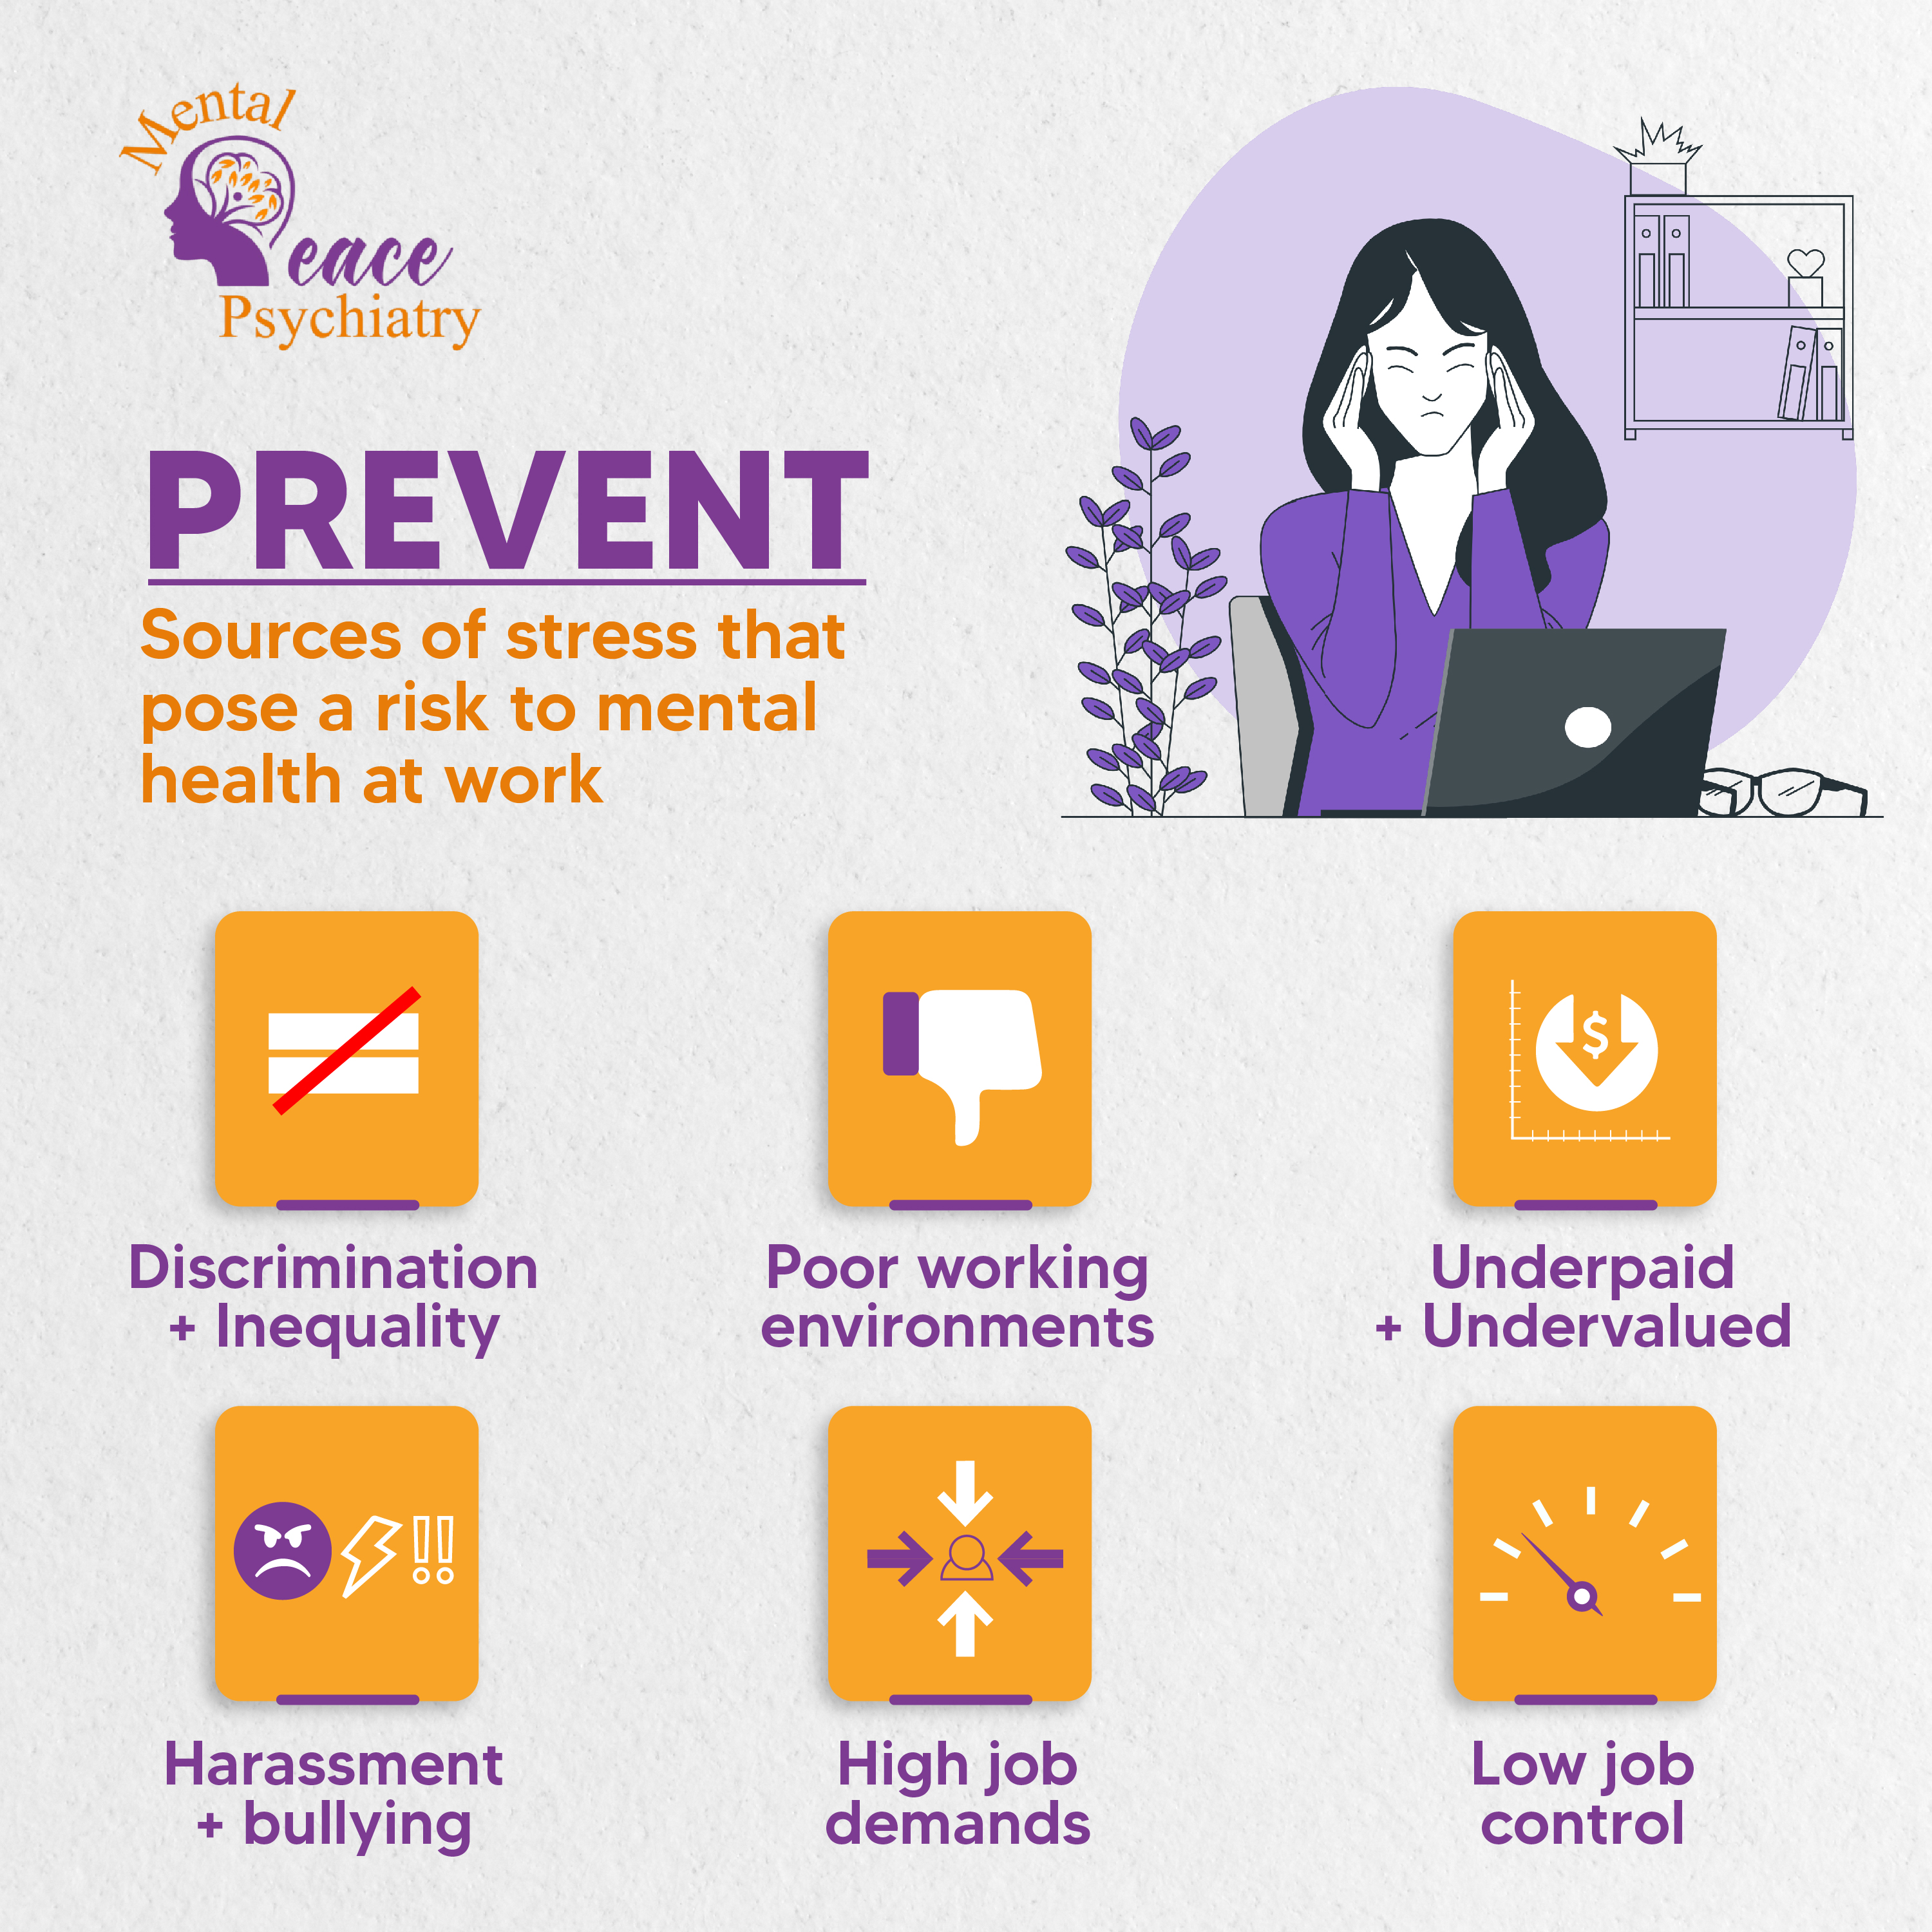 Mental
Peace
Psychiatry
PREVENT
Sources of stress that
pose a risk to mental
health at work
Discrimination
+ Inequality
Poor working
environments
Underpaid
+ Undervalued
$
Harassment
+ bullying
!!
High job
demands
Low job
control